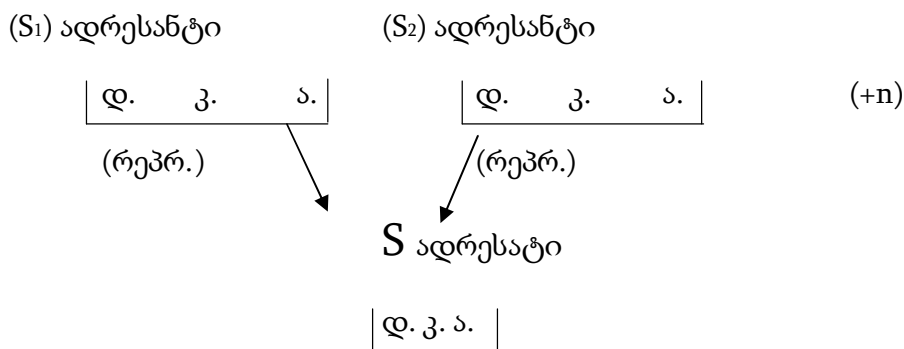 (S1) ადრესანტი (S2) ადრესანტი
დ. კ. ა. დ. კ. ა. (+n)
(რეპრ.) (რეპრ.)
S ადრესატი
დ. კ. ა.